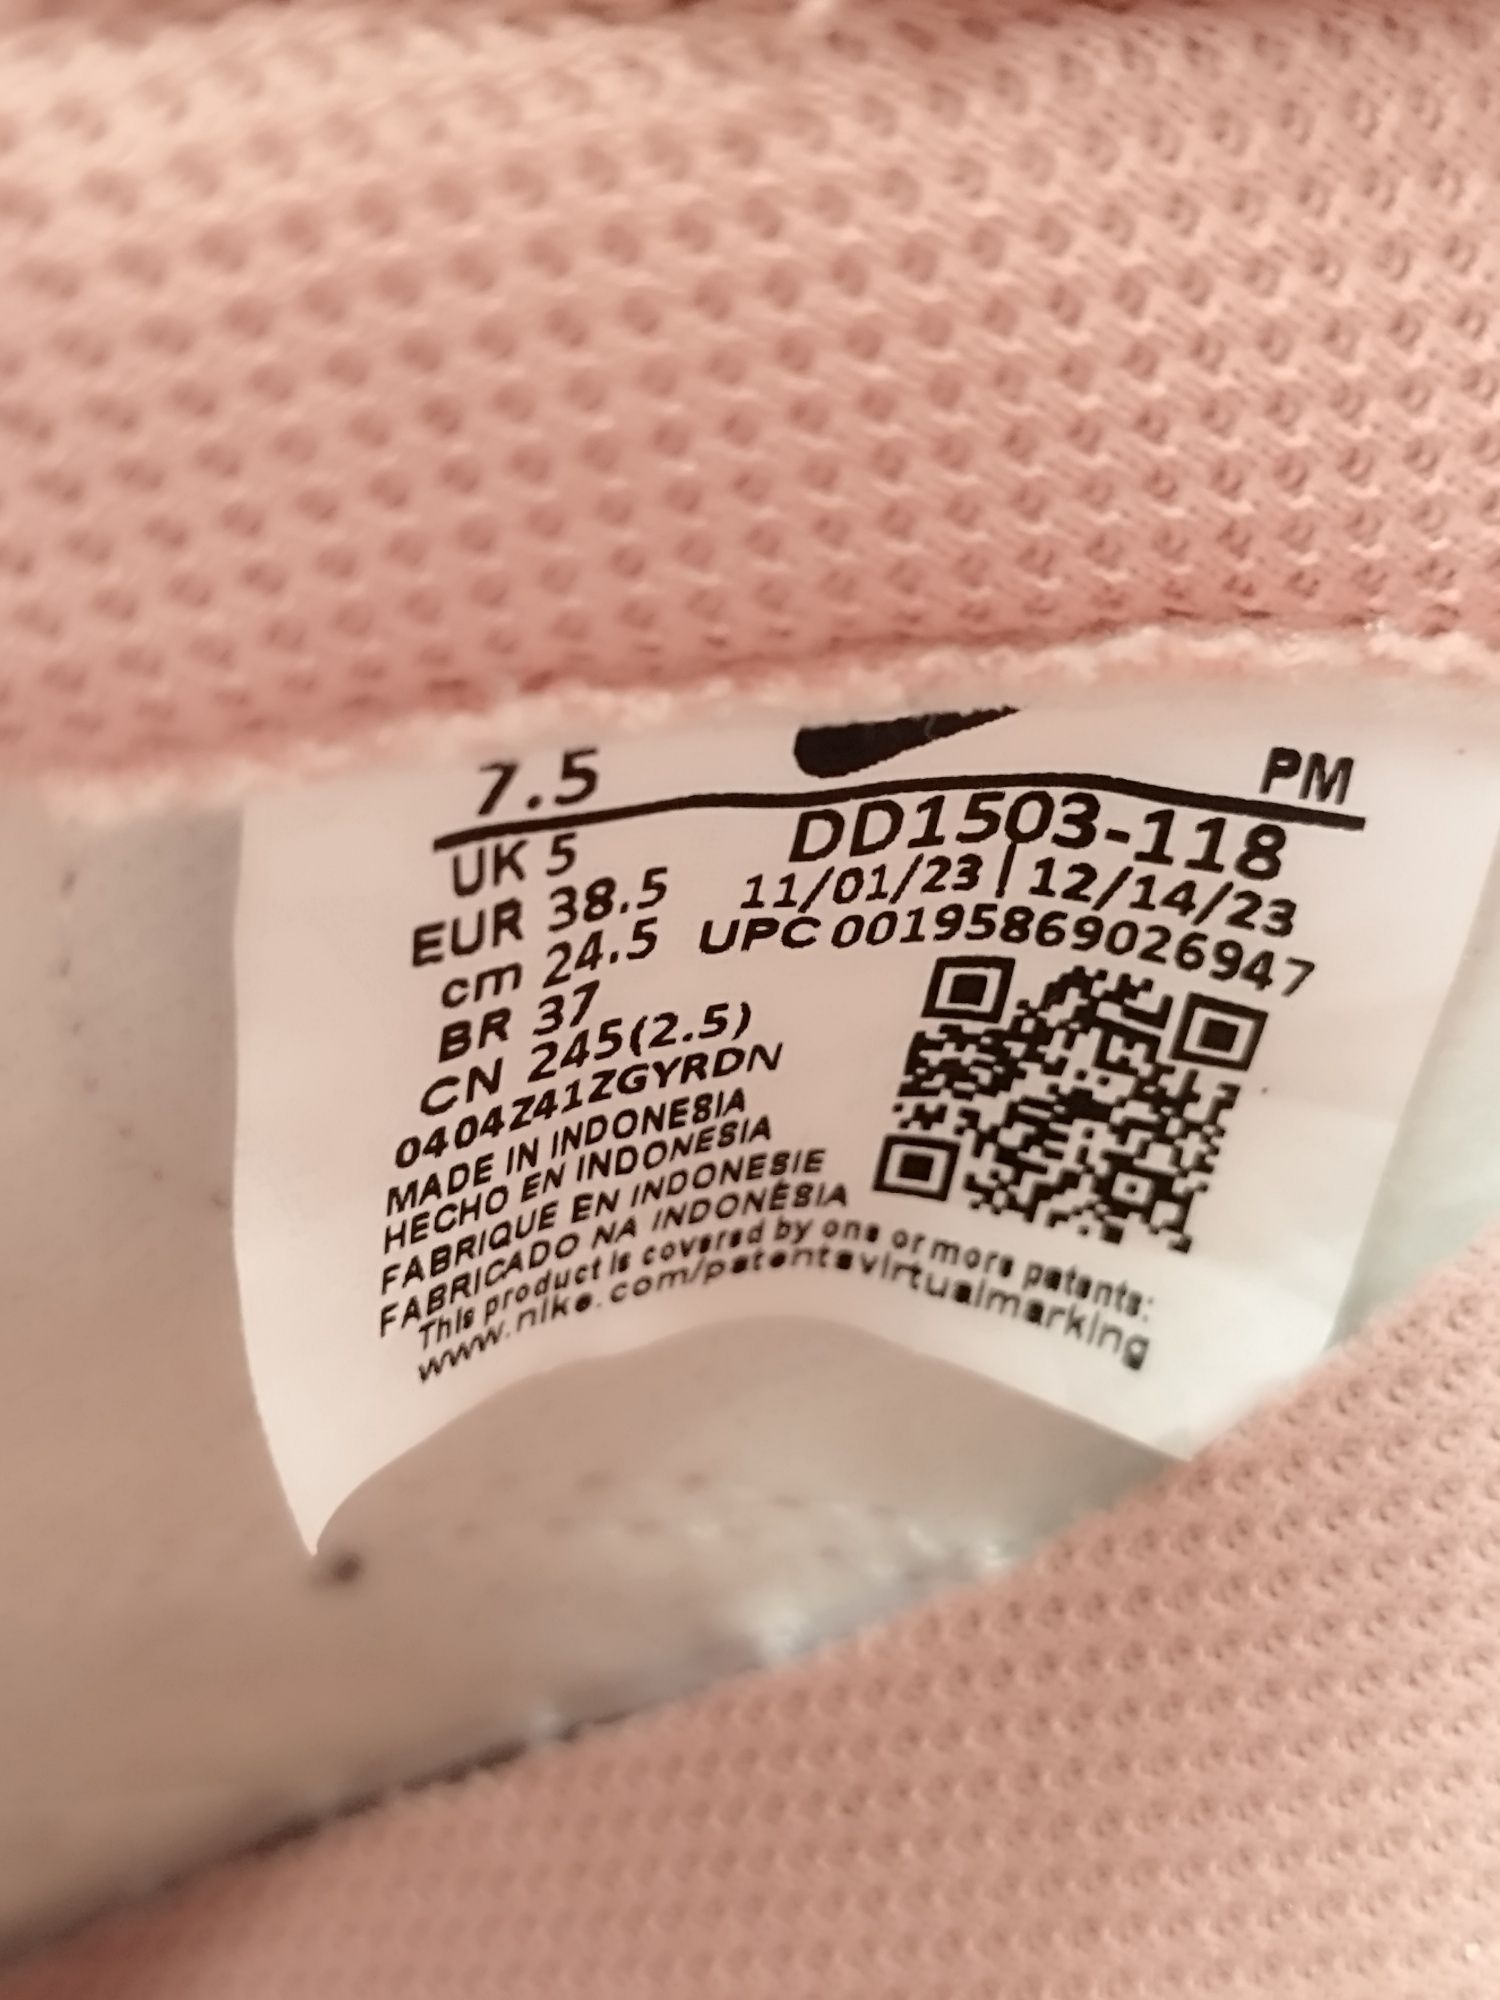 7.5 PM
UK 5 DD1503-118
EUR 38.5 11/01/23 | 12/14/23
cm 24.5 UPC 00195869026947
BR 37
CN 245(2.5)
0404Z41ZGYRDN
MADE IN INDONESIA
HECHO EN INDONESIA
FABRIQUE EN INDONESIE
FABRICADO NA INDONÉSIA
This product is covered by one or more patents:
www.nike.com/patentsvirtualmarking